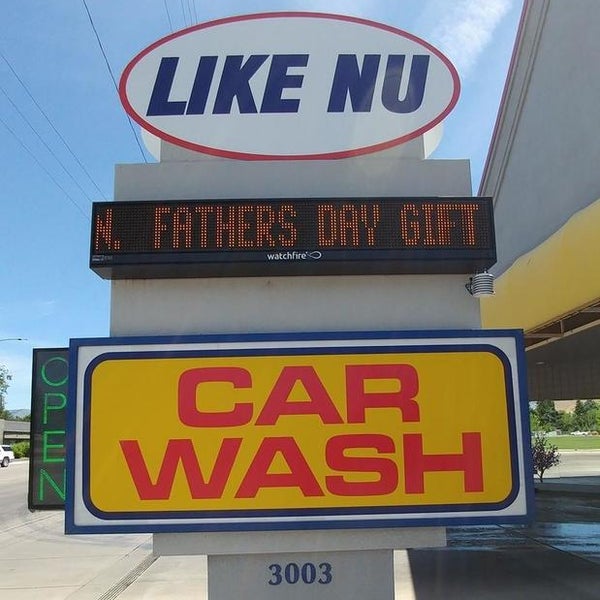 LIKE NU
N. FATHERS DAY GIFT
watchfire
OPEN
CAR
WASH
3003